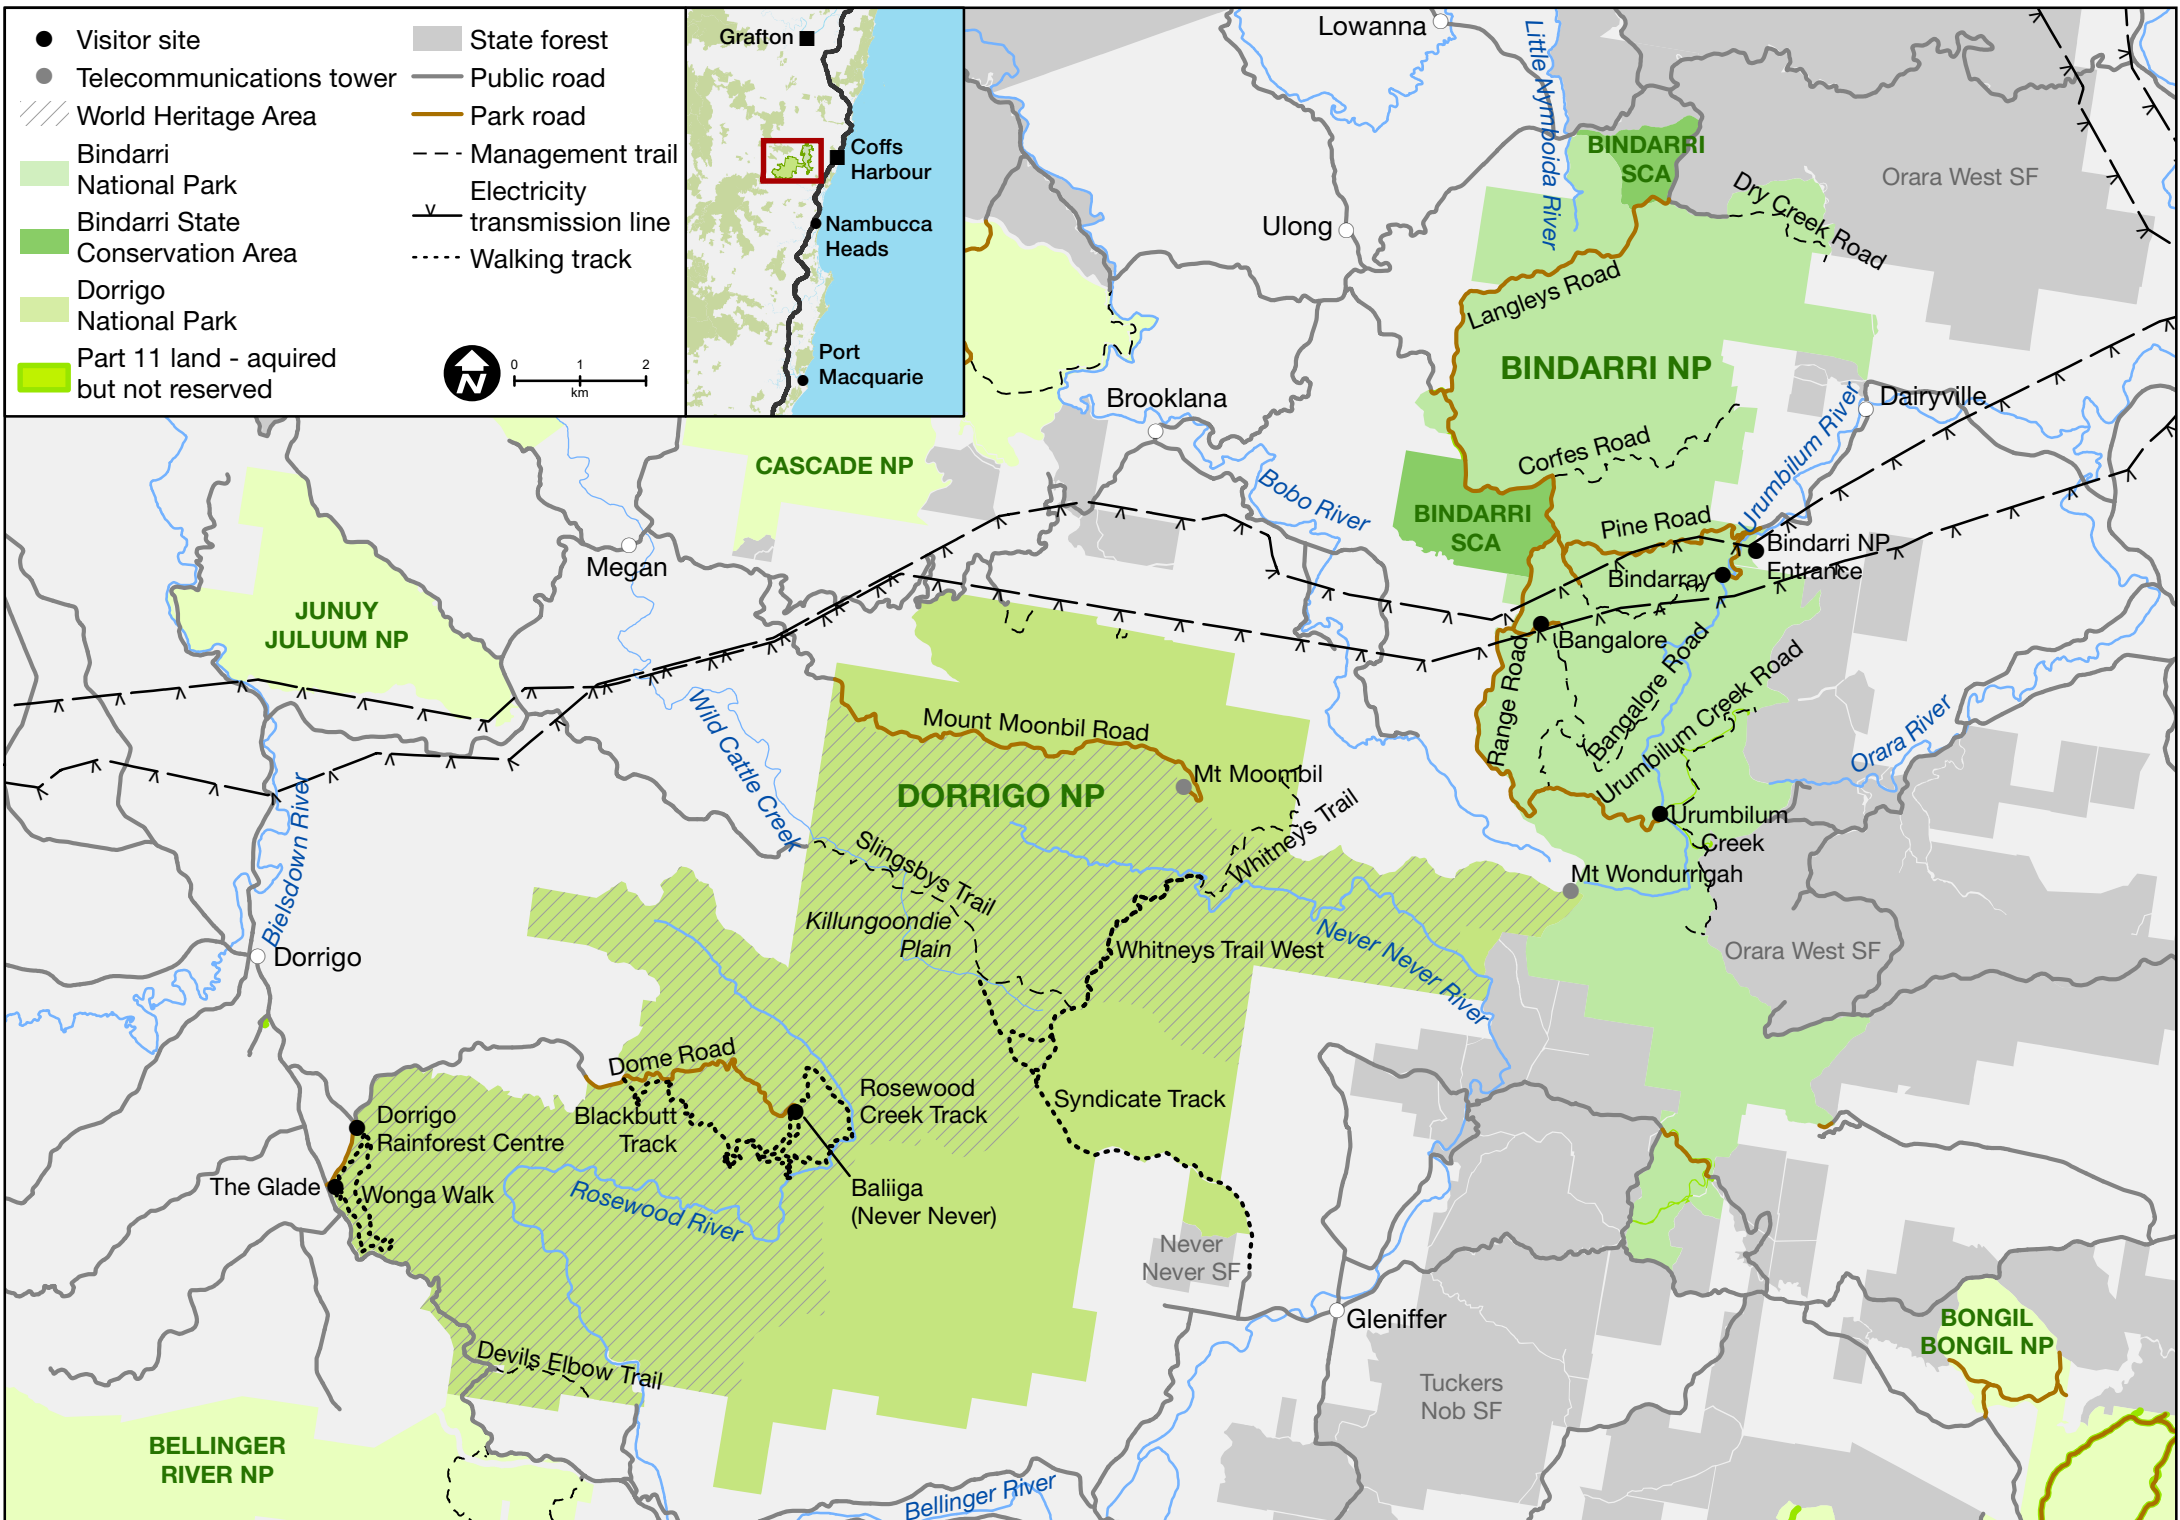 Visitor site
Telecommunications tower
World Heritage Area
Bindarri
National Park
Bindarri State
Conservation Area
Dorrigo
National Park
Part 11 land - aquired
but not reserved
State forest
Public road
Park road
Management trail
Electricity
transmission line
Walking track
N
0 1 2
km
Grafton
Coffs
Harbour
Nambucca
Heads
Port
Macquarie
Lowanna
Little Nymboida River
BINDARRI
SCA
Orara West SF
Dry Creek Road
Ulong
Langleys Road
BINDARRI NP
Brooklana
Dairyville
CASCADE NP
Corfes Road
Urumbilum River
Bobo River
BINDARRI
SCA
Pine Road
Bindarri NP
Entrance
Megan
Bindarray
JUNUY
JULUUM NP
Bangalore
Range Road
Bangalore Road
Urumbilum Creek Road
Wild Cattle Creek
Mount Moonbil Road
Orara River
Mt Moombil
DORRIGO NP
Whitneys Trail
Urumbilum
Creek
Bielsdown River
Slingsbys Trail
Mt Wondurrigah
Killungoondie
Plain
Whitneys Trail West
Never Never River
Orara West SF
Dorrigo
Dome Road
Rosewood
Creek Track
Syndicate Track
Dorrigo
Rainforest Centre
Blackbutt
Track
The Glade
Wonga Walk
Baliiga
(Never Never)
Rosewood River
Never
Never SF
Gleniffer
BONGIL
BONGIL NP
Devils Elbow Trail
Tuckers
Nob SF
BELLINGER
RIVER NP
Bellinger River